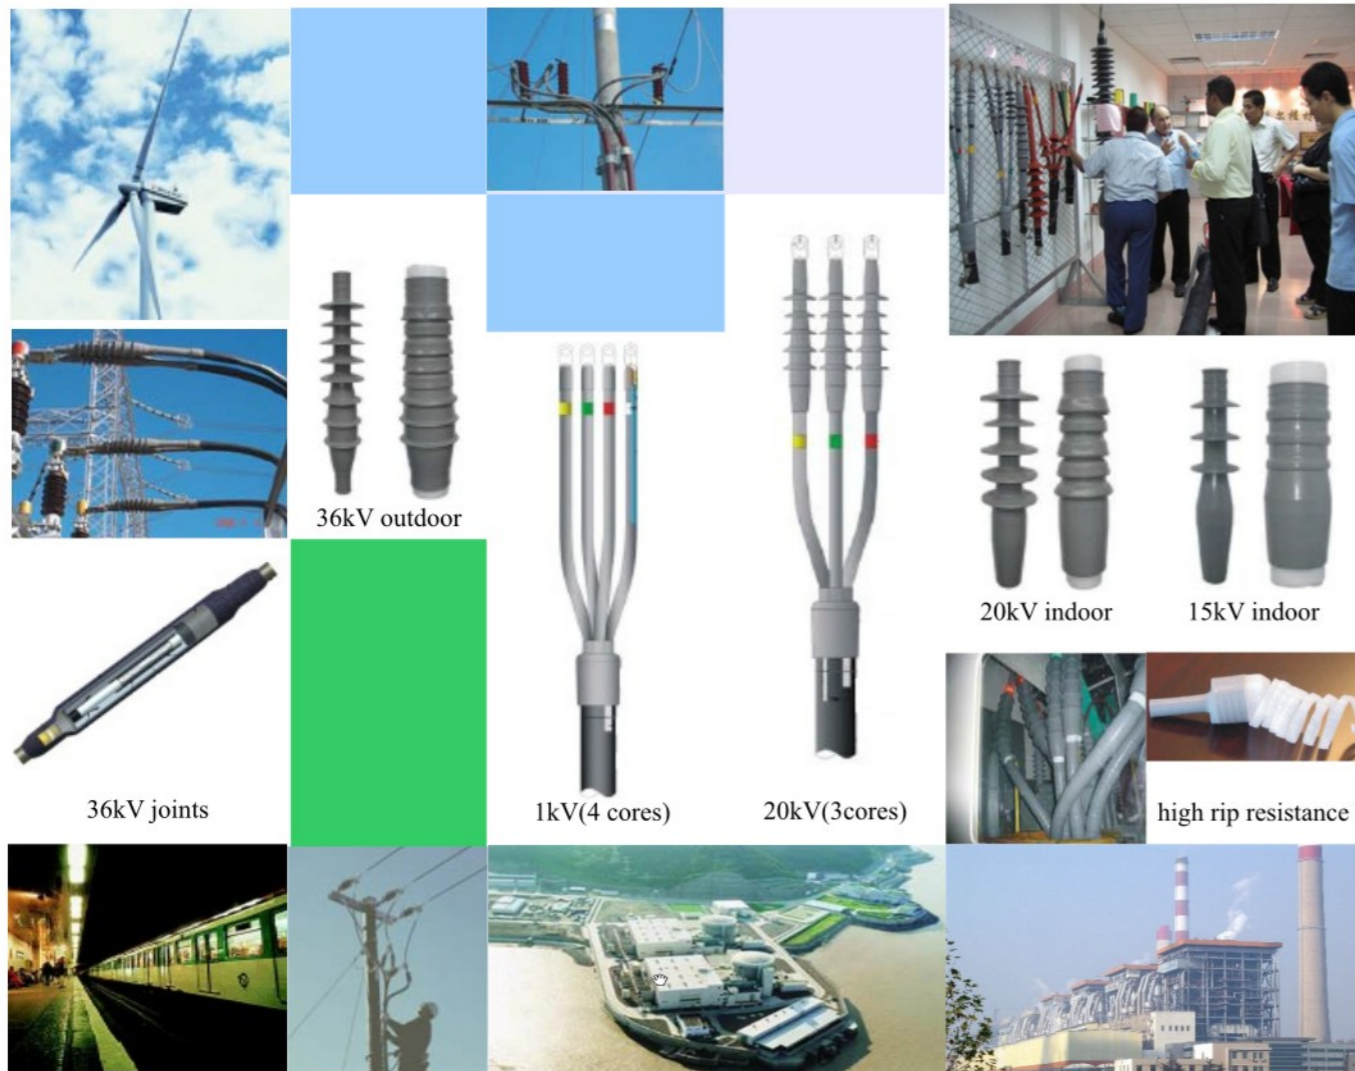 36kV outdoor
20kV indoor
15kV indoor
36kV joints
1kV(4 cores)
20kV(3cores)
high rip resistance